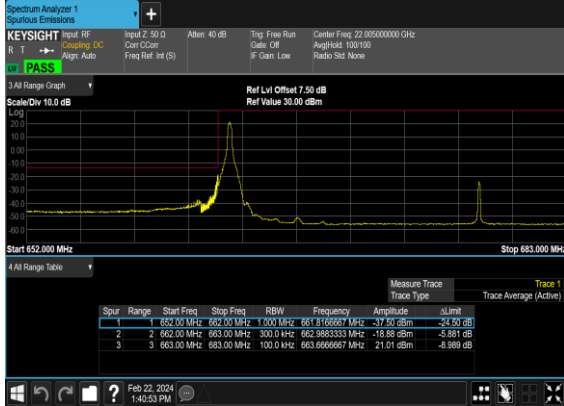 Spectrum Analyzer 1
Spurious Emissions
+
KEYSIGHT Input: RF Input Z: 50 Ω Atten: 40 dB Trig: Free Run Center Freq: 22.005000000 GHz
R T Coupling: DC Corr CCorr Gate: Off Avg|Hold: 100/100
Align: Auto Freq Ref: Int (S) IF Gain: Low Radio Std: None
PASS
3 All Range Graph
Ref Lvl Offset 7.50 dB
Scale/Div 10.0 dB Ref Value 30.00 dBm
Log
20.0
10.0
0.00
-10.0
-20.0
-30.0
-40.0
-50.0
-60.0
Start 652.000 MHz Stop 683.000 MHz
4 All Range Table
Measure Trace Trace 1
Trace Type Trace Average (Active)
Spur Range Start Freq Stop Freq RBW Frequency Amplitude ΔLimit
1 1 652.00 MHz 662.00 MHz 1.000 MHz 661.8166667 MHz -37.50 dBm -24.50 dB
2 2 662.00 MHz 663.00 MHz 300.0 kHz 662.9883333 MHz -18.88 dBm -5.881 dB
3 3 663.00 MHz 683.00 MHz 100.0 kHz 663.6666667 MHz 21.01 dBm -8.989 dB
Feb 22, 2024
1:40:53 PM